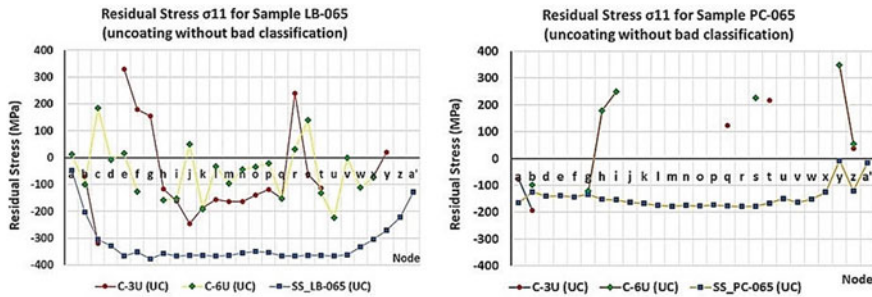 Residual Stress σ11 for Sample LB-065
(uncoating without bad classification)
Residual Stress (MPa)
400
300
200
100
0
-100
-200
-300
-400
a b c d e f g h i j k l m n o p q r s t u v w x y z a'
Node
C-3U (UC) C-6U (UC) SS_LB-065 (UC)
Residual Stress σ11 for Sample PC-065
(uncoating without bad classification)
Residual Stress (MPa)
400
300
200
100
0
-100
-200
-300
-400
a b d e f g h i j k l m n o p q r s t u v w x y z a'
Node
C-3U (UC) C-6U (UC) SS_PC-065 (UC)